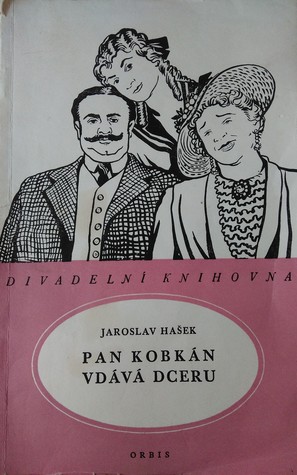 DIVADELNÍ KNIHOVNA
JAROSLAV HAŠEK
PAN KOBKÁN
VDÁVÁ DCERU
ORBIS